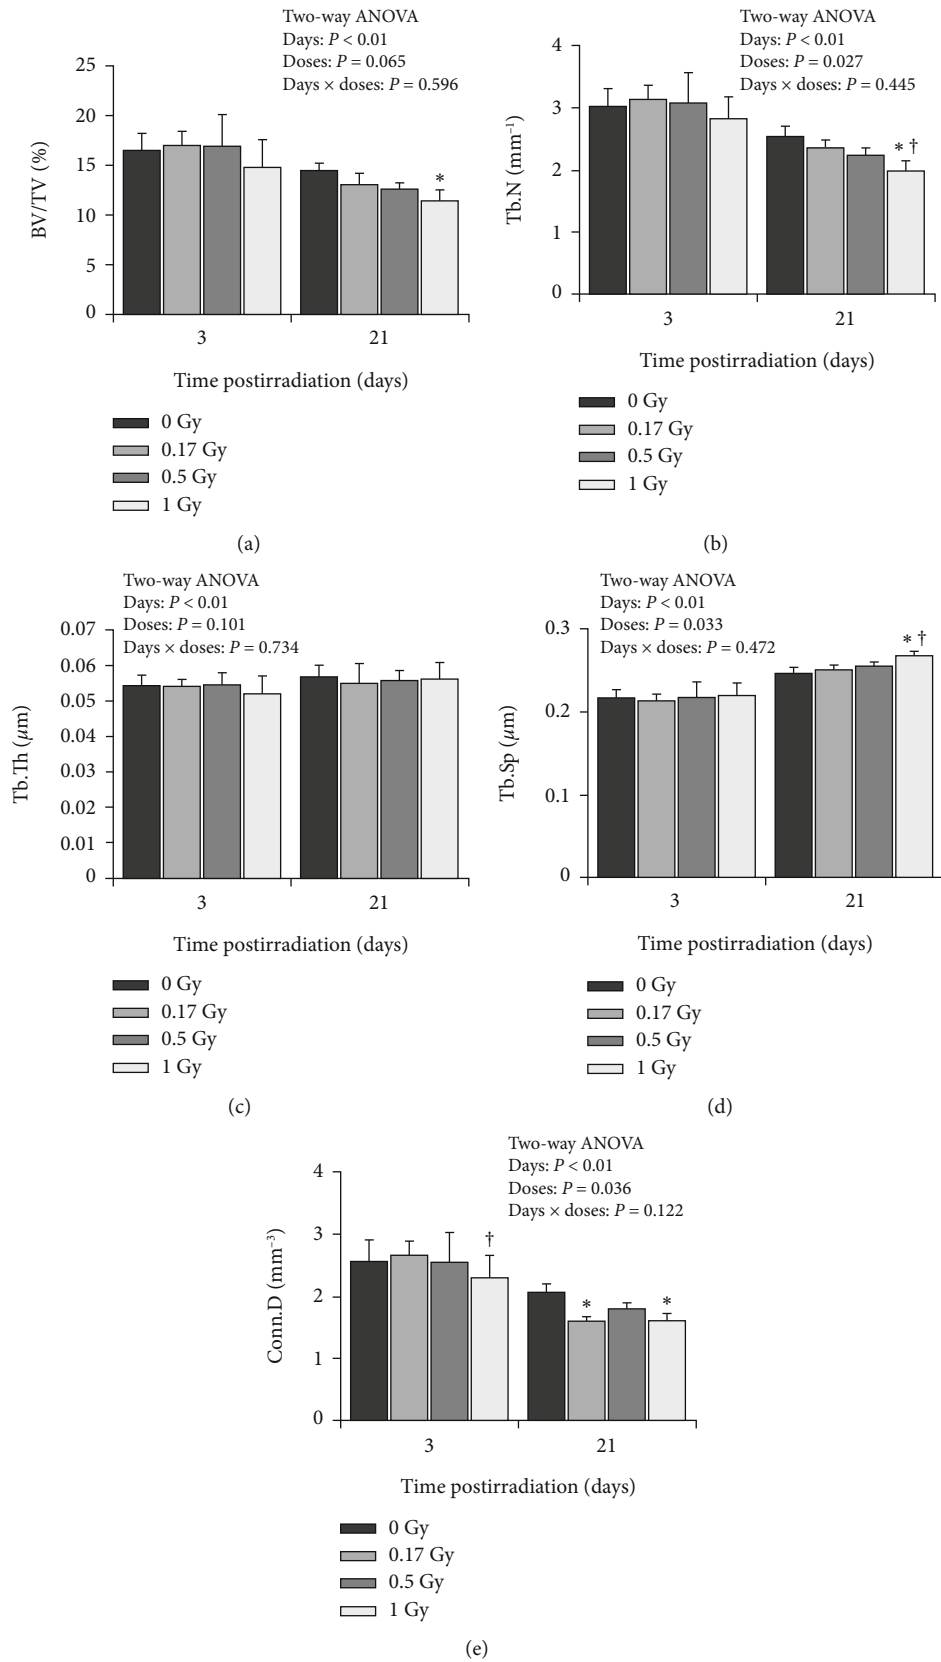 Two-way ANOVA
Days: P < 0.01
Doses: P = 0.065
Days × doses: P = 0.596
25
20
15
10
5
0
BV/TV (%)
*
3
21
Time postirradiation (days)
0 Gy
0.17 Gy
0.5 Gy
1 Gy
(a)
Two-way ANOVA
Days: P < 0.01
Doses: P = 0.027
Days × doses: P = 0.445
4
3
2
1
0
Tb.N (mm⁻¹)
* †
3
21
Time postirradiation (days)
0 Gy
0.17 Gy
0.5 Gy
1 Gy
(b)
Two-way ANOVA
Days: P < 0.01
Doses: P = 0.101
Days × doses: P = 0.734
0.07
0.06
0.05
0.04
0.03
0.02
0.01
0
Tb.Th (μm)
3
21
Time postirradiation (days)
0 Gy
0.17 Gy
0.5 Gy
1 Gy
(c)
Two-way ANOVA
Days: P < 0.01
Doses: P = 0.033
Days × doses: P = 0.472
0.3
0.2
0.1
0
Tb.Sp (μm)
* †
3
21
Time postirradiation (days)
0 Gy
0.17 Gy
0.5 Gy
1 Gy
(d)
Two-way ANOVA
Days: P < 0.01
Doses: P = 0.036
Days × doses: P = 0.122
4
3
2
1
0
Conn.D (mm⁻³)
†
*
*
3
21
Time postirradiation (days)
0 Gy
0.17 Gy
0.5 Gy
1 Gy
(e)